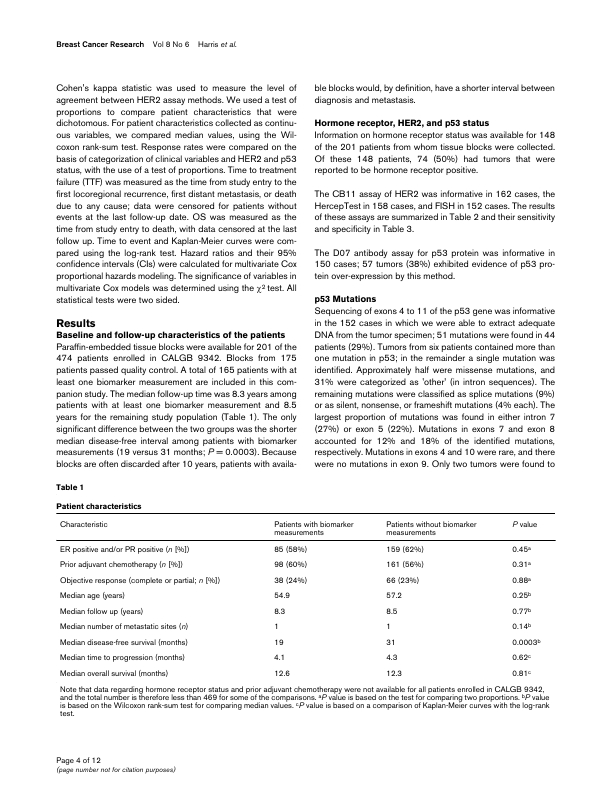 Breast Cancer Research Vol 8 No 6 Harris et al.
Cohen's kappa statistic was used to measure the level of
agreement between HER2 assay methods. We used a test of
proportions to compare patient characteristics that were
dichotomous. For patient characteristics collected as continu-
ous variables, we compared median values, using the Wil-
coxon rank-sum test. Response rates were compared on the
basis of categorization of clinical variables and HER2 and p53
status, with the use of a test of proportions. Time to treatment
failure (TTF) was measured as the time from study entry to the
first locoregional recurrence, first distant metastasis, or death
due to any cause; data were censored for patients without
events at the last follow-up date. OS was measured as the
time from study entry to death, with data censored at the last
follow up. Time to event and Kaplan-Meier curves were com-
pared using the log-rank test. Hazard ratios and their 95%
confidence intervals (CIs) were calculated for multivariate Cox
proportional hazards modeling. The significance of variables in
multivariate Cox models was determined using the χ² test. All
statistical tests were two sided.
Results
Baseline and follow-up characteristics of the patients
Paraffin-embedded tissue blocks were available for 201 of the
474 patients enrolled in CALGB 9342. Blocks from 175
patients passed quality control. A total of 165 patients with at
least one biomarker measurement are included in this com-
panion study. The median follow-up time was 8.3 years among
patients with at least one biomarker measurement and 8.5
years for the remaining study population (Table 1). The only
significant difference between the two groups was the shorter
median disease-free interval among patients with biomarker
measurements (19 versus 31 months; P = 0.0003). Because
blocks are often discarded after 10 years, patients with availa-
ble blocks would, by definition, have a shorter interval between
diagnosis and metastasis.
Hormone receptor, HER2, and p53 status
Information on hormone receptor status was available for 148
of the 201 patients from whom tissue blocks were collected.
Of these 148 patients, 74 (50%) had tumors that were
reported to be hormone receptor positive.
The CB11 assay of HER2 was informative in 162 cases, the
HercepTest in 158 cases, and FISH in 152 cases. The results
of these assays are summarized in Table 2 and their sensitivity
and specificity in Table 3.
The D07 antibody assay for p53 protein was informative in
150 cases; 57 tumors (38%) exhibited evidence of p53 pro-
tein over-expression by this method.
p53 Mutations
Sequencing of exons 4 to 11 of the p53 gene was informative
in the 152 cases in which we were able to extract adequate
DNA from the tumor specimen; 51 mutations were found in 44
patients (29%). Tumors from six patients contained more than
one mutation in p53; in the remainder a single mutation was
identified. Approximately half were missense mutations, and
31% were categorized as 'other' (in intron sequences). The
remaining mutations were classified as splice mutations (9%)
or as silent, nonsense, or frameshift mutations (4% each). The
largest proportion of mutations was found in either intron 7
(27%) or exon 5 (22%). Mutations in exons 7 and exon 8
accounted for 12% and 18% of the identified mutations,
respectively. Mutations in exons 4 and 10 were rare, and there
were no mutations in exon 9. Only two tumors were found to
Table 1
Patient characteristics
Characteristic Patients with biomarker measurements Patients without biomarker measurements P value
ER positive and/or PR positive (n [%]) 85 (58%) 159 (62%) 0.45ᵃ
Prior adjuvant chemotherapy (n [%]) 98 (60%) 161 (56%) 0.31ᵃ
Objective response (complete or partial; n [%]) 38 (24%) 66 (23%) 0.88ᵃ
Median age (years) 54.9 57.2 0.25ᵇ
Median follow up (years) 8.3 8.5 0.77ᵇ
Median number of metastatic sites (n) 1 1 0.14ᵇ
Median disease-free survival (months) 19 31 0.0003ᵇ
Median time to progression (months) 4.1 4.3 0.62ᶜ
Median overall survival (months) 12.6 12.3 0.81ᶜ
Note that data regarding hormone receptor status and prior adjuvant chemotherapy were not available for all patients enrolled in CALGB 9342,
and the total number is therefore less than 469 for some of the comparisons. ᵃP value is based on the test for comparing two proportions. ᵇP value
is based on the Wilcoxon rank-sum test for comparing median values. ᶜP value is based on a comparison of Kaplan-Meier curves with the log-rank
test.
Page 4 of 12
(page number not for citation purposes)